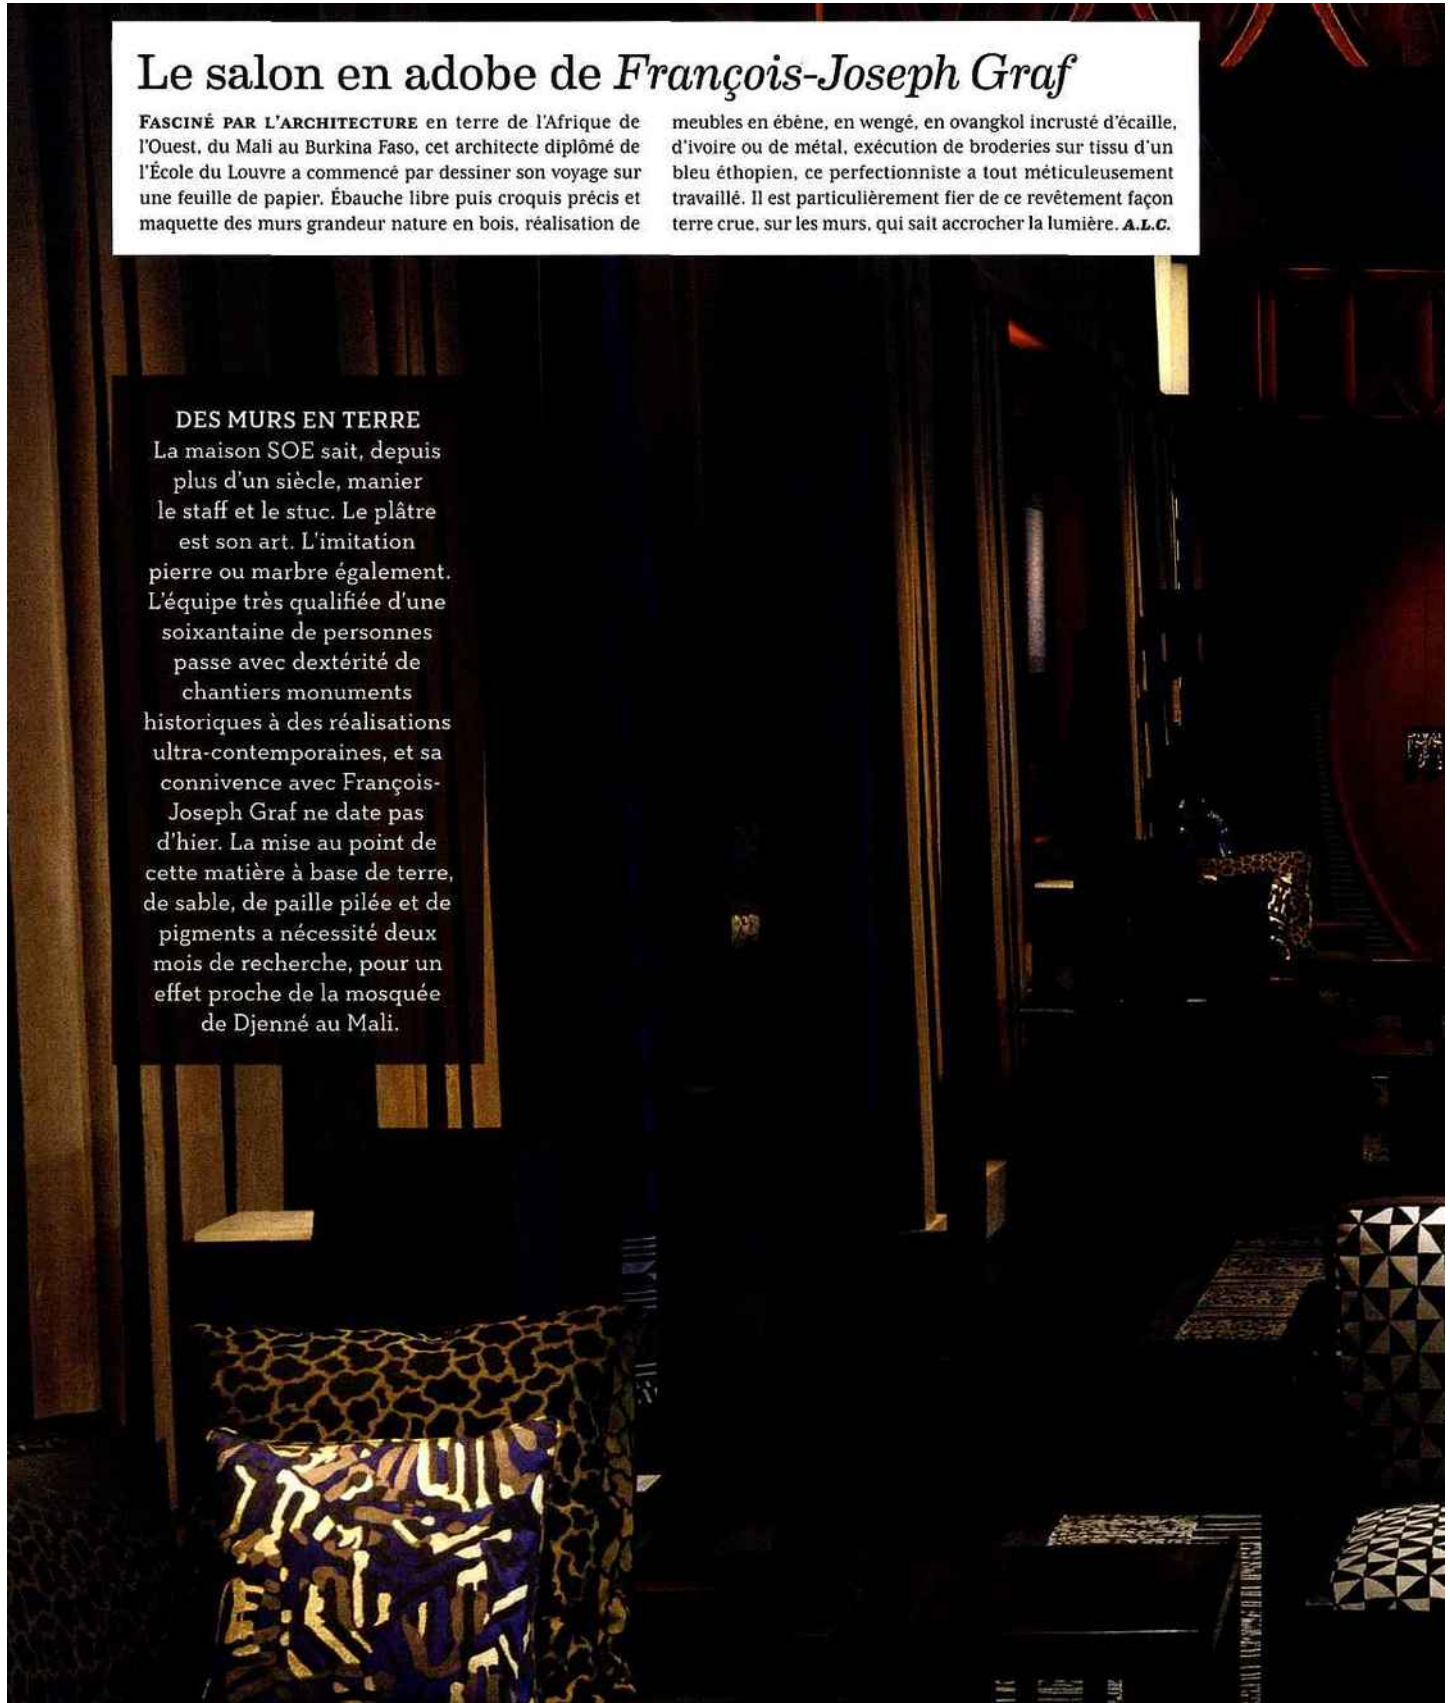 Le salon en adobe de François-Joseph Graf
FASCINÉ PAR L'ARCHITECTURE en terre de l'Afrique de
l'Ouest, du Mali au Burkina Faso, cet architecte diplômé de
l'École du Louvre a commencé par dessiner son voyage sur
une feuille de papier. Ébauche libre puis croquis précis et
maquette des murs grandeur nature en bois, réalisation de
meubles en ébène, en wengé, en ovangkol incrusté d'écaille,
d'ivoire ou de métal, exécution de broderies sur tissu d'un
bleu éthopien, ce perfectionniste a tout méticuleusement
travaillé. Il est particulièrement fier de ce revêtement façon
terre crue, sur les murs, qui sait accrocher la lumière. A.L.C.
DES MURS EN TERRE
La maison SOE sait, depuis
plus d'un siècle, manier
le staff et le stuc. Le plâtre
est son art. L'imitation
pierre ou marbre également.
L'équipe très qualifiée d'une
soixantaine de personnes
passe avec dextérité de
chantiers monuments
historiques à des réalisations
ultra-contemporaines, et sa
connivence avec François-
Joseph Graf ne date pas
d'hier. La mise au point de
cette matière à base de terre,
de sable, de paille pilée et de
pigments a nécessité deux
mois de recherche, pour un
effet proche de la mosquée
de Djenné au Mali.